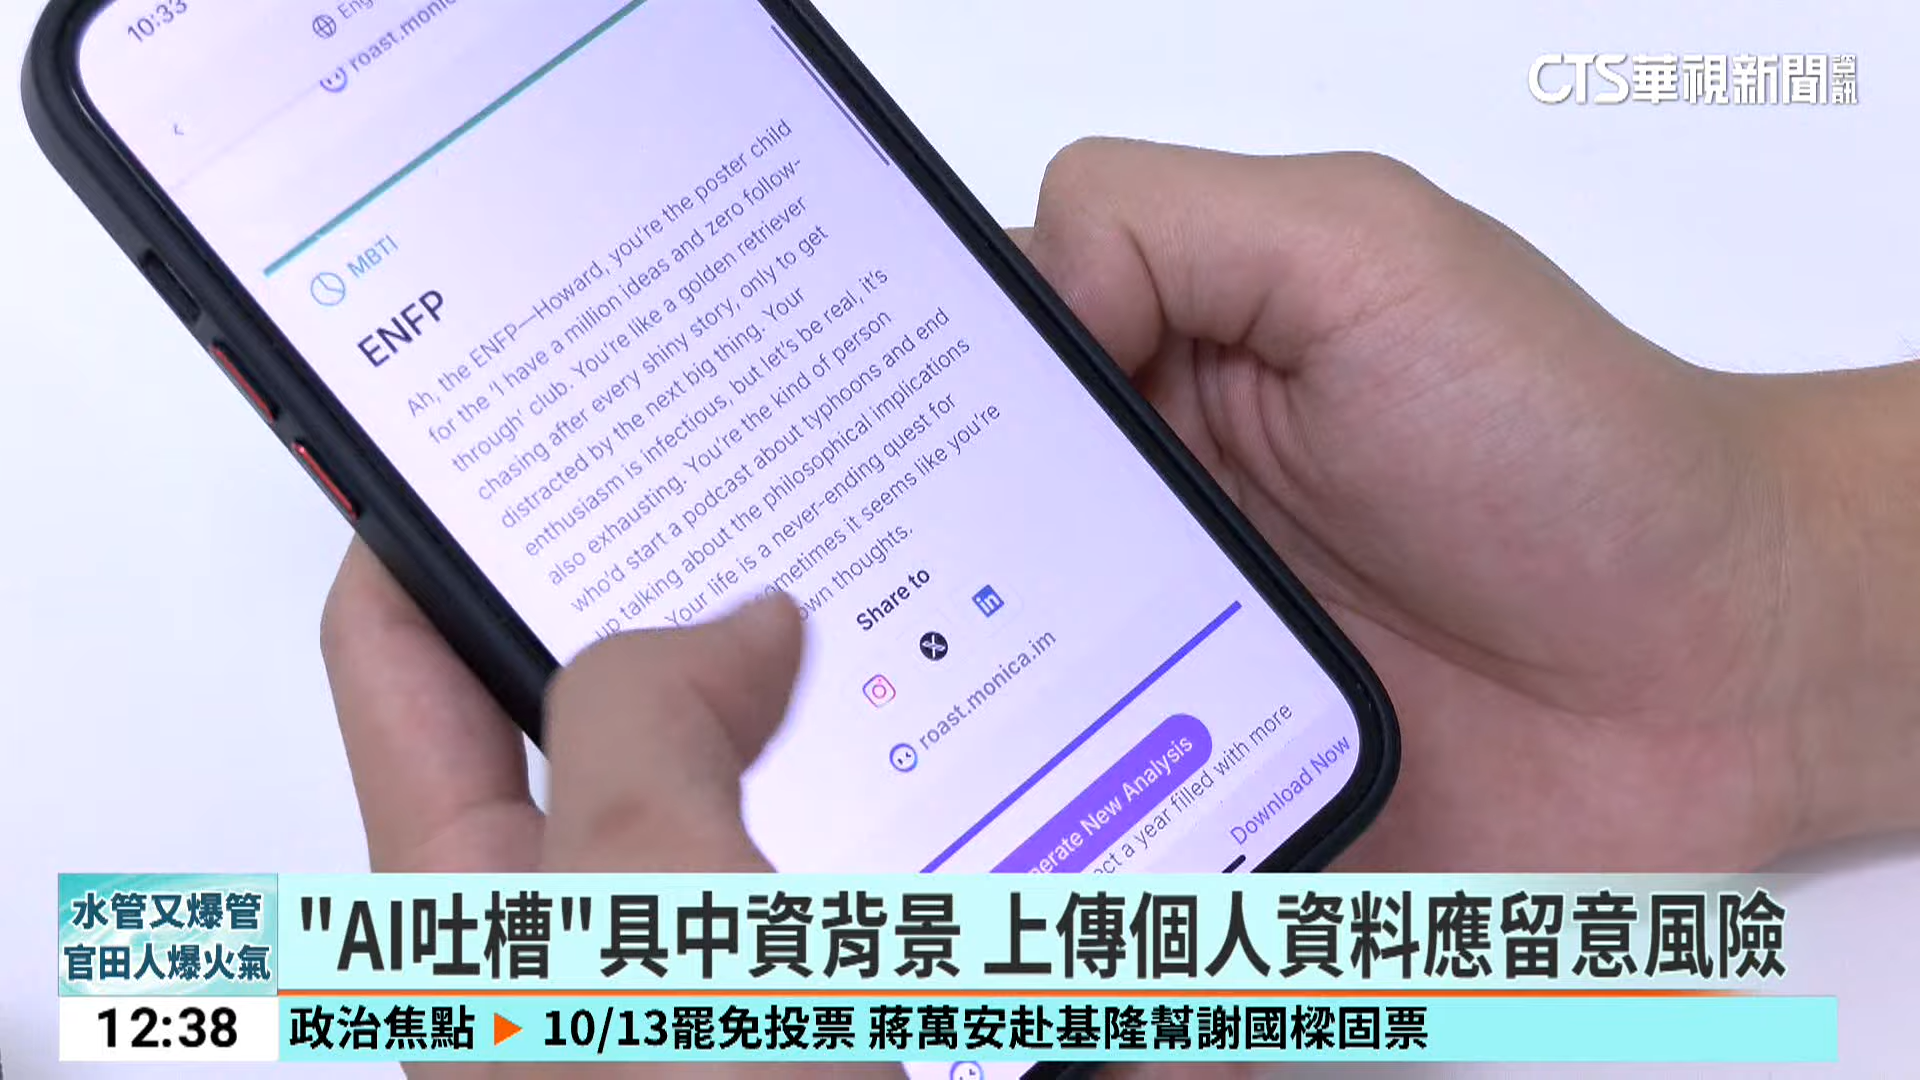 10:33
roast.monic
CTS華視新聞資訊
MBTI
ENFP
Ah, the ENFP—Howard, you're the poster child
for the 'I have a million ideas and zero follow-
through' club. You're like a golden retriever
chasing after every shiny story, only to get
distracted by the next big thing. Your
enthusiasm is infectious, but let's be real, it's
also exhausting. You're the kind of person
who'd start a podcast about typhoons and end
up talking about the philosophical implications
Your life is a never-ending quest for
sometimes it seems like you're
own thoughts.
Share to
in
roast.monica.im
nerate New Analysis
ect a year filled with more
Download Now
水管又爆管
官田人爆火氣
"AI吐槽"具中資背景 上傳個人資料應留意風險
12:38
政治焦點 ▶ 10/13罷免投票 蔣萬安赴基隆幫謝國樑固票